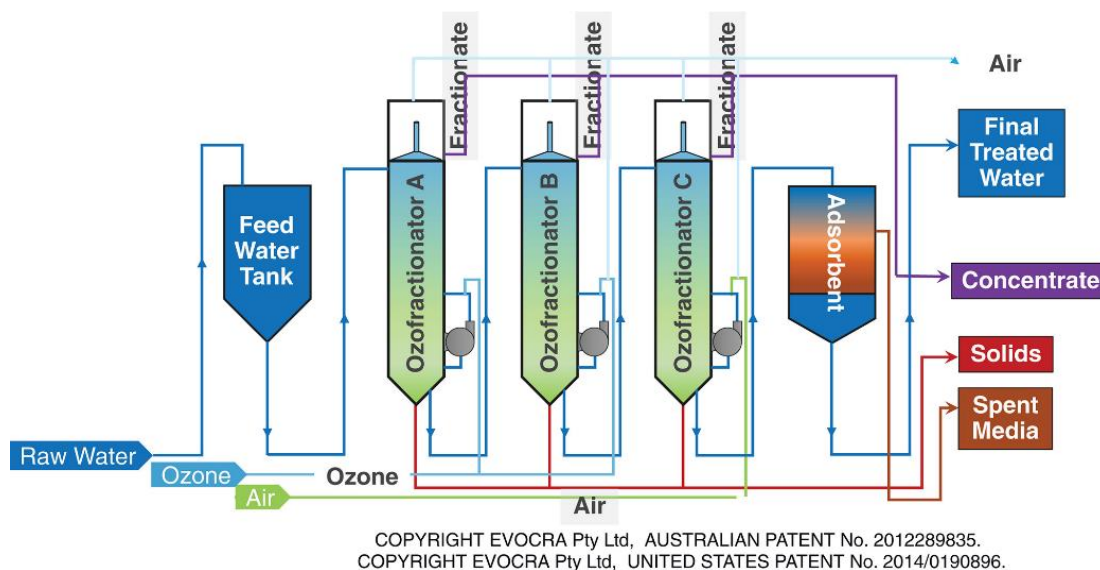 Fractionate
Fractionate
Fractionate
Air
Final
Treated
Water
Feed
Water
Tank
Ozofractionator A
Ozofractionator B
Ozofractionator C
Adsorbent
Concentrate
Solids
Spent
Media
Raw Water
Ozone
Ozone
Air
Air
COPYRIGHT EVOCRA Pty Ltd, AUSTRALIAN PATENT No. 2012289835.
COPYRIGHT EVOCRA Pty Ltd, UNITED STATES PATENT No. 2014/0190896.